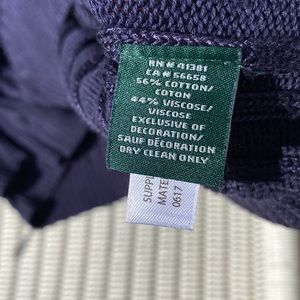 RN # 41381
CA # 56658
56% COTTON/
COTON
44% VISCOSE/
VISCOSE
EXCLUSIVE OF
DECORATION/
SAUF DÉCORATION
DRY CLEAN ONLY
SUPPL
MATE
0617